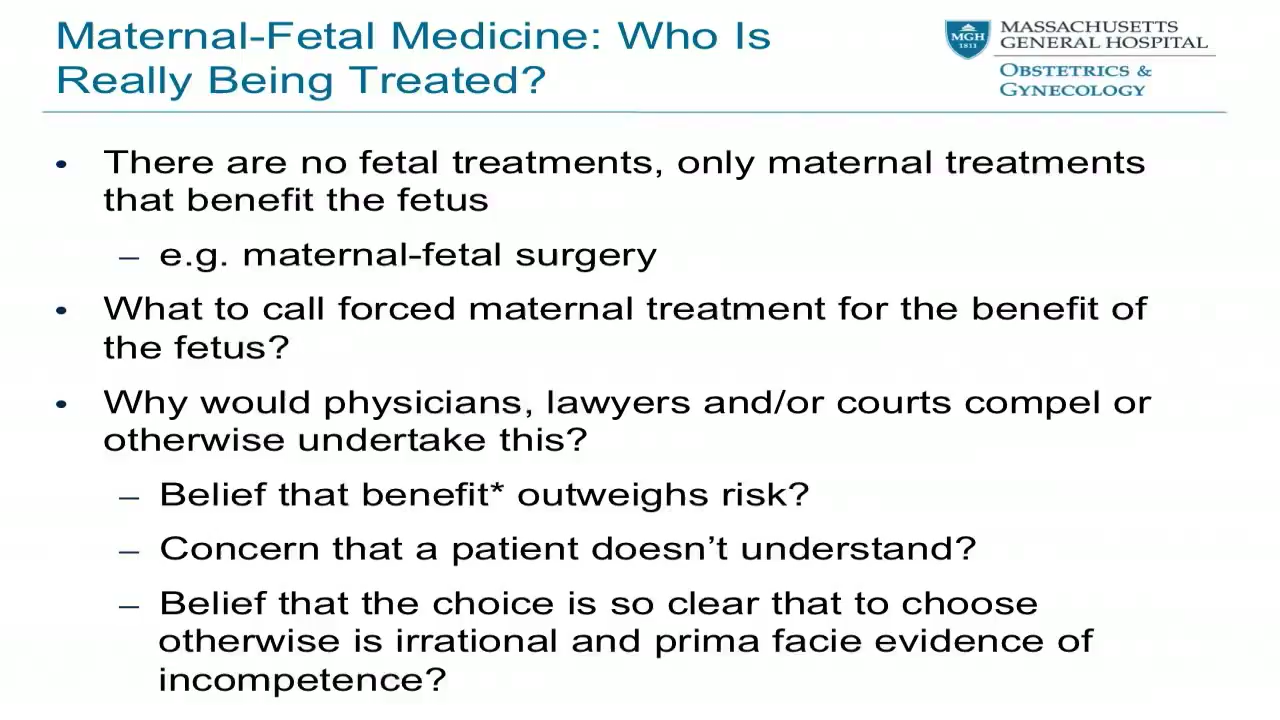 Maternal-Fetal Medicine: Who Is
Really Being Treated?
MGH
1811
MASSACHUSETTS
GENERAL HOSPITAL
OBSTETRICS &
GYNECOLOGY
• There are no fetal treatments, only maternal treatments
that benefit the fetus
– e.g. maternal-fetal surgery
• What to call forced maternal treatment for the benefit of
the fetus?
• Why would physicians, lawyers and/or courts compel or
otherwise undertake this?
– Belief that benefit* outweighs risk?
– Concern that a patient doesn’t understand?
– Belief that the choice is so clear that to choose
otherwise is irrational and prima facie evidence of
incompetence?